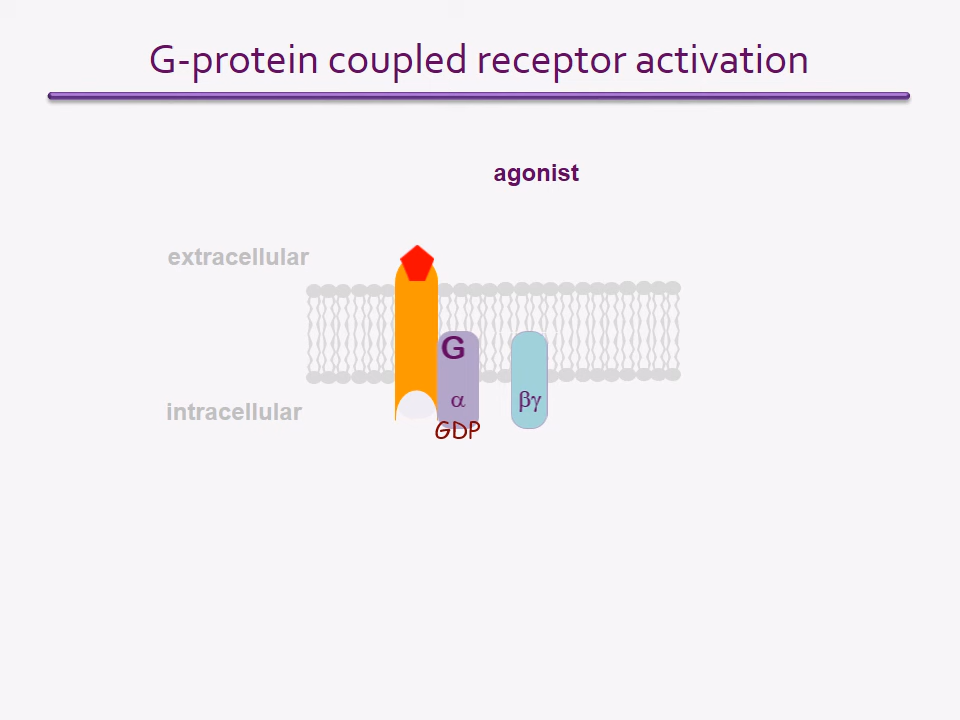 G-protein coupled receptor activation
agonist
extracellular
G
α
βγ
intracellular
GDP